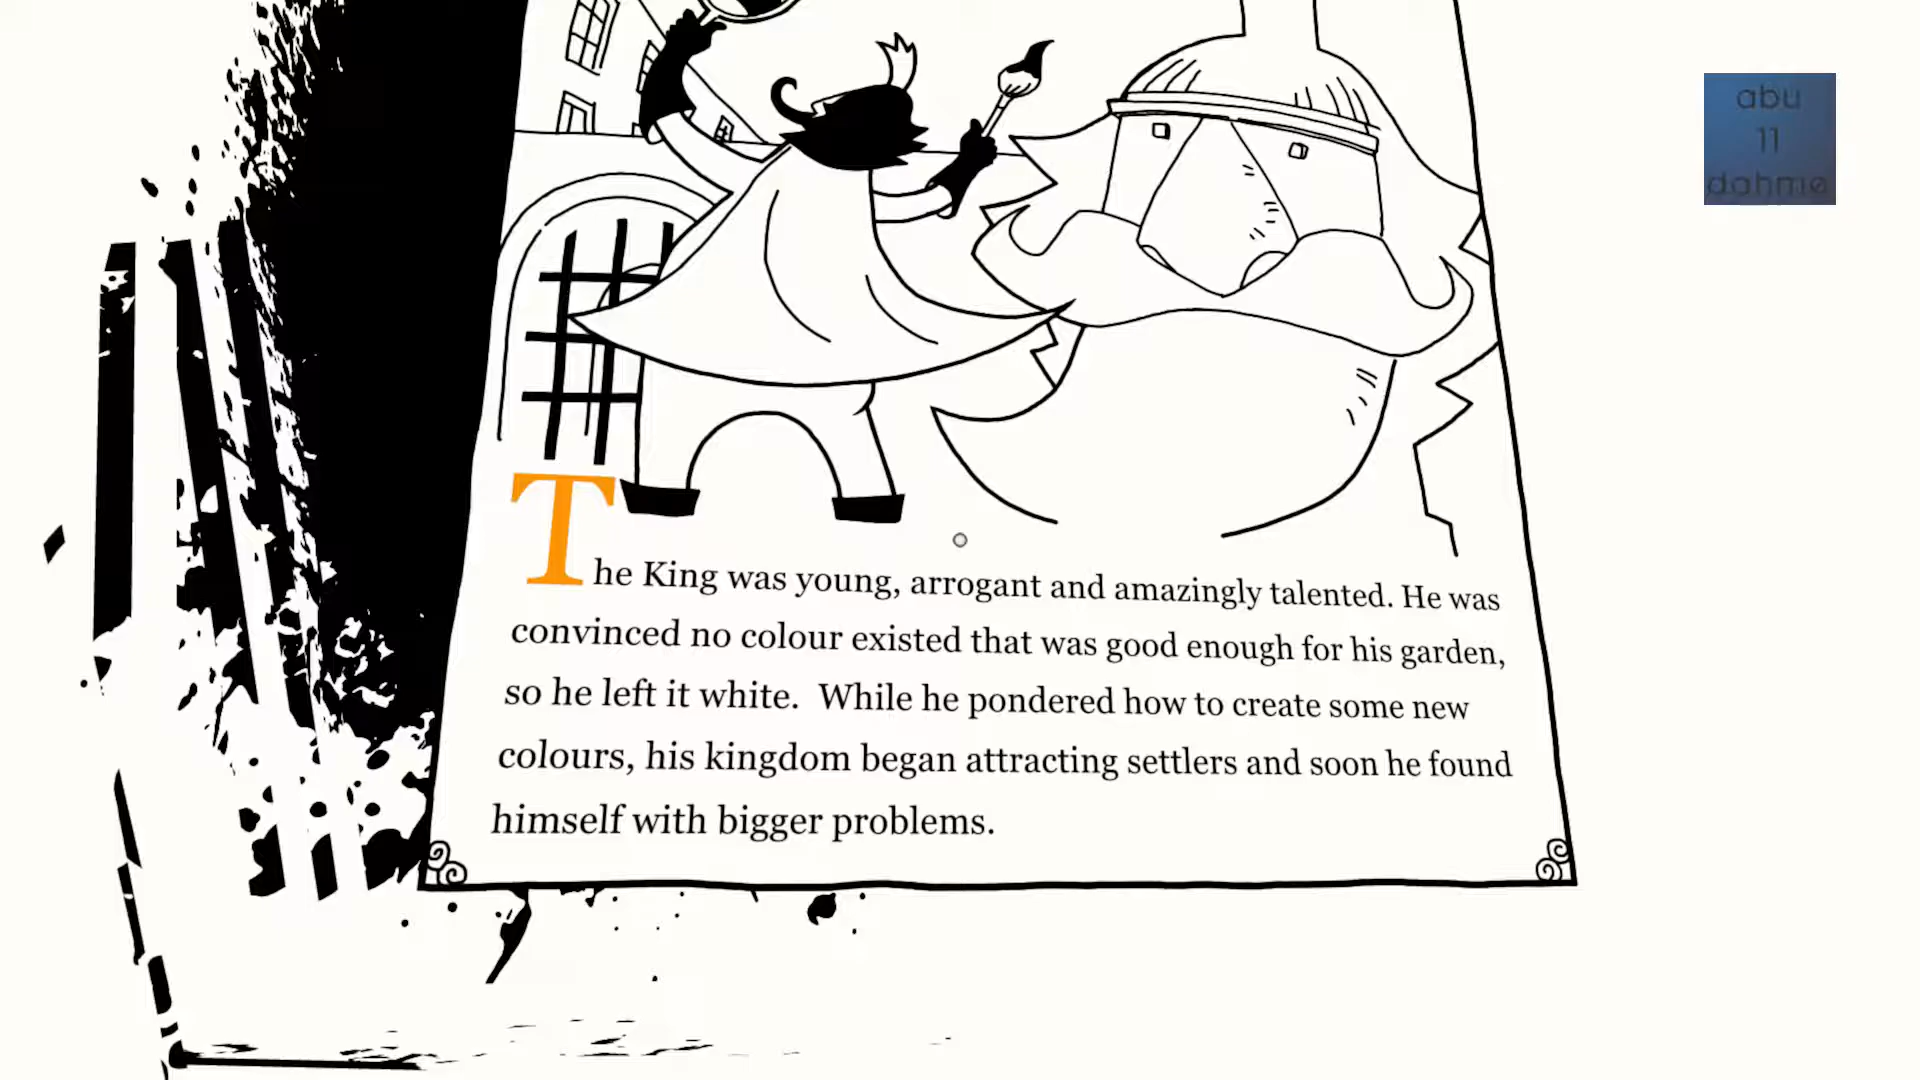 abu
11
dahme
The King was young, arrogant and amazingly talented. He was
convinced no colour existed that was good enough for his garden,
so he left it white.  While he pondered how to create some new
colours, his kingdom began attracting settlers and soon he found
himself with bigger problems.